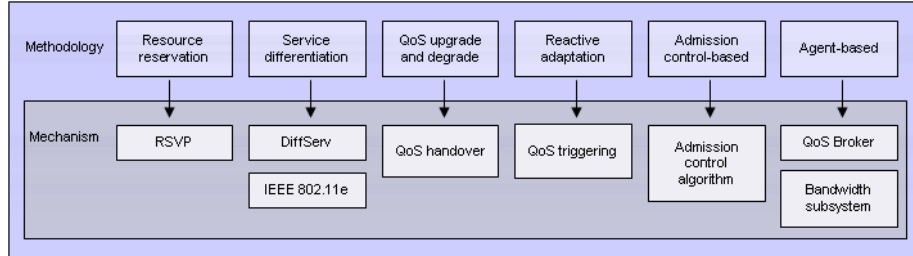 Methodology
Resource
reservation
Service
differentiation
QoS upgrade
and degrade
Reactive
adaptation
Admission
control-based
Agent-based
Mechanism
RSVP
DiffServ
IEEE 802.11e
QoS handover
QoS triggering
Admission
control
algorithm
QoS Broker
Bandwidth
subsystem